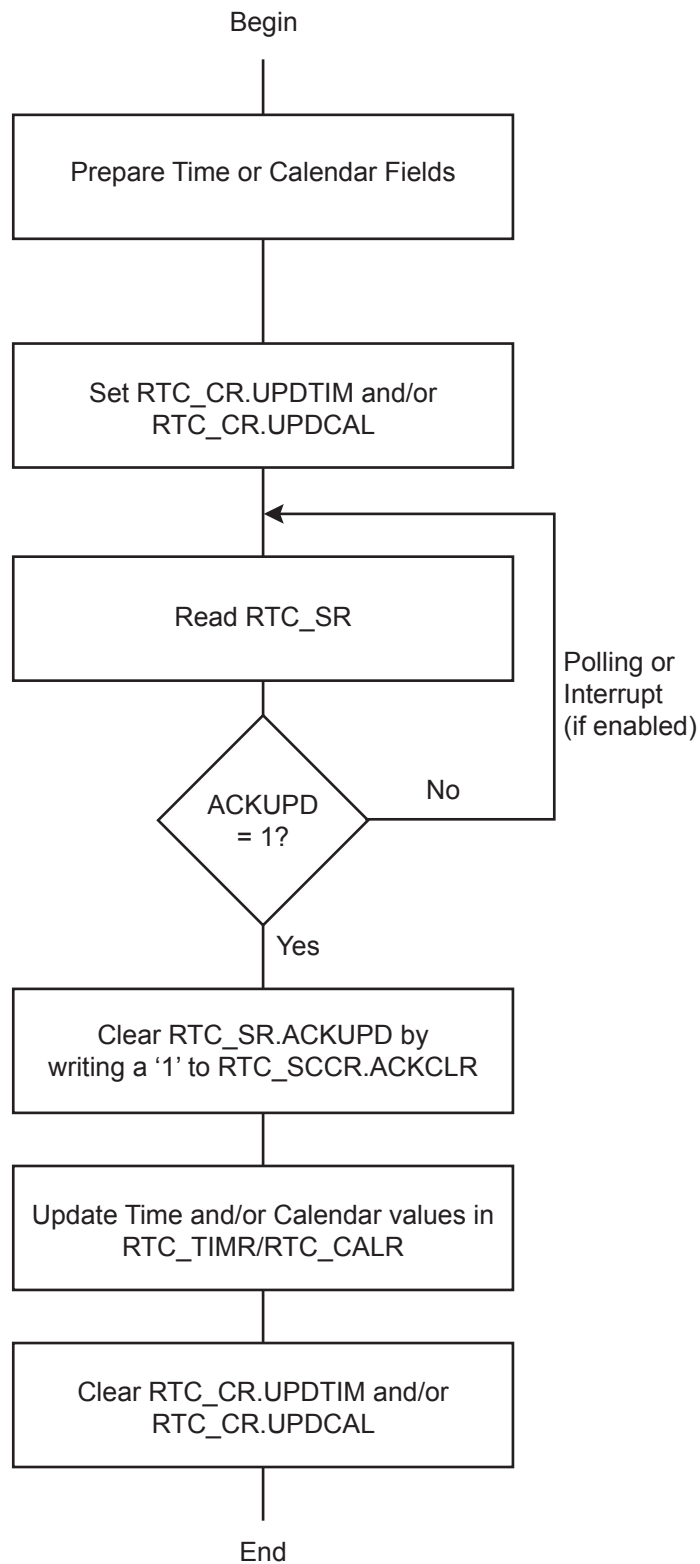 Begin
Prepare Time or Calendar Fields
Set RTC_CR.UPDTIM and/or
RTC_CR.UPDCAL
Read RTC_SR
Polling or
Interrupt
(if enabled)
ACKUPD
= 1?
No
Yes
Clear RTC_SR.ACKUPD by
writing a ‘1’ to RTC_SCCR.ACKCLR
Update Time and/or Calendar values in
RTC_TIMR/RTC_CALR
Clear RTC_CR.UPDTIM and/or
RTC_CR.UPDCAL
End